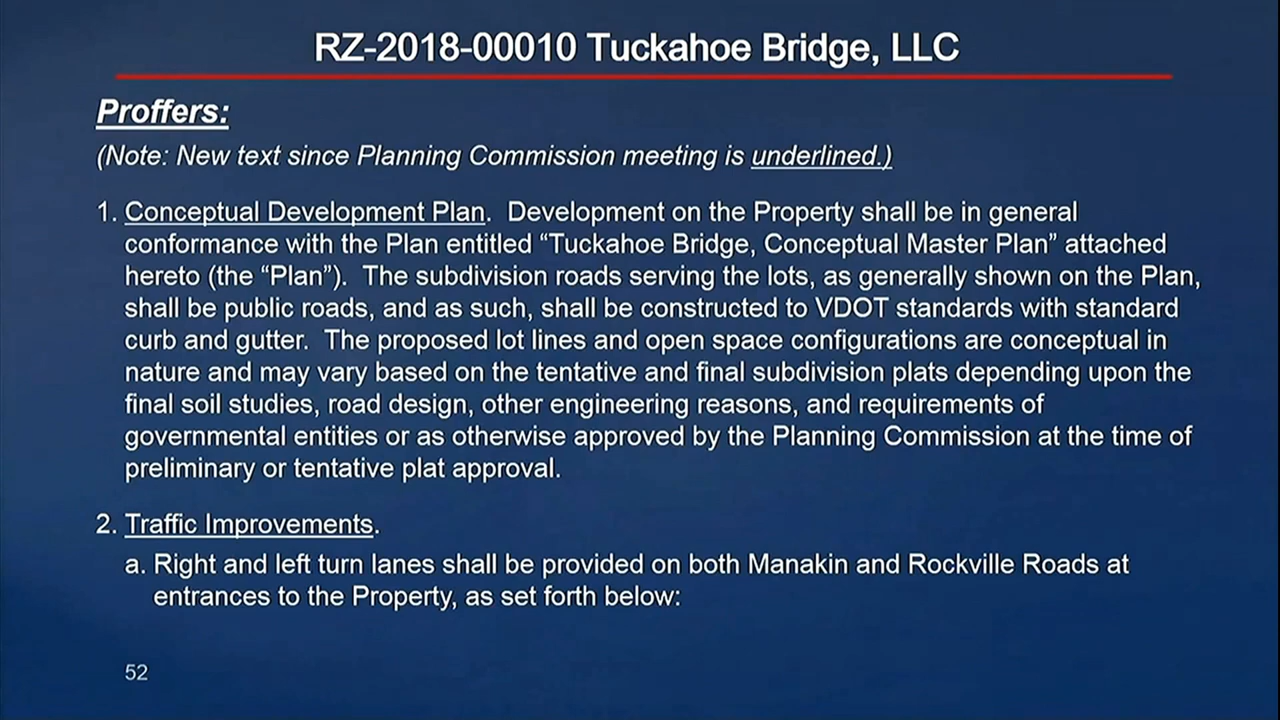 RZ-2018-00010 Tuckahoe Bridge, LLC
Proffers:
(Note: New text since Planning Commission meeting is underlined.)
1. Conceptual Development Plan.  Development on the Property shall be in general
conformance with the Plan entitled “Tuckahoe Bridge, Conceptual Master Plan” attached
hereto (the “Plan”).  The subdivision roads serving the lots, as generally shown on the Plan,
shall be public roads, and as such, shall be constructed to VDOT standards with standard
curb and gutter.  The proposed lot lines and open space configurations are conceptual in
nature and may vary based on the tentative and final subdivision plats depending upon the
final soil studies, road design, other engineering reasons, and requirements of
governmental entities or as otherwise approved by the Planning Commission at the time of
preliminary or tentative plat approval.
2. Traffic Improvements.
a. Right and left turn lanes shall be provided on both Manakin and Rockville Roads at
entrances to the Property, as set forth below:
52